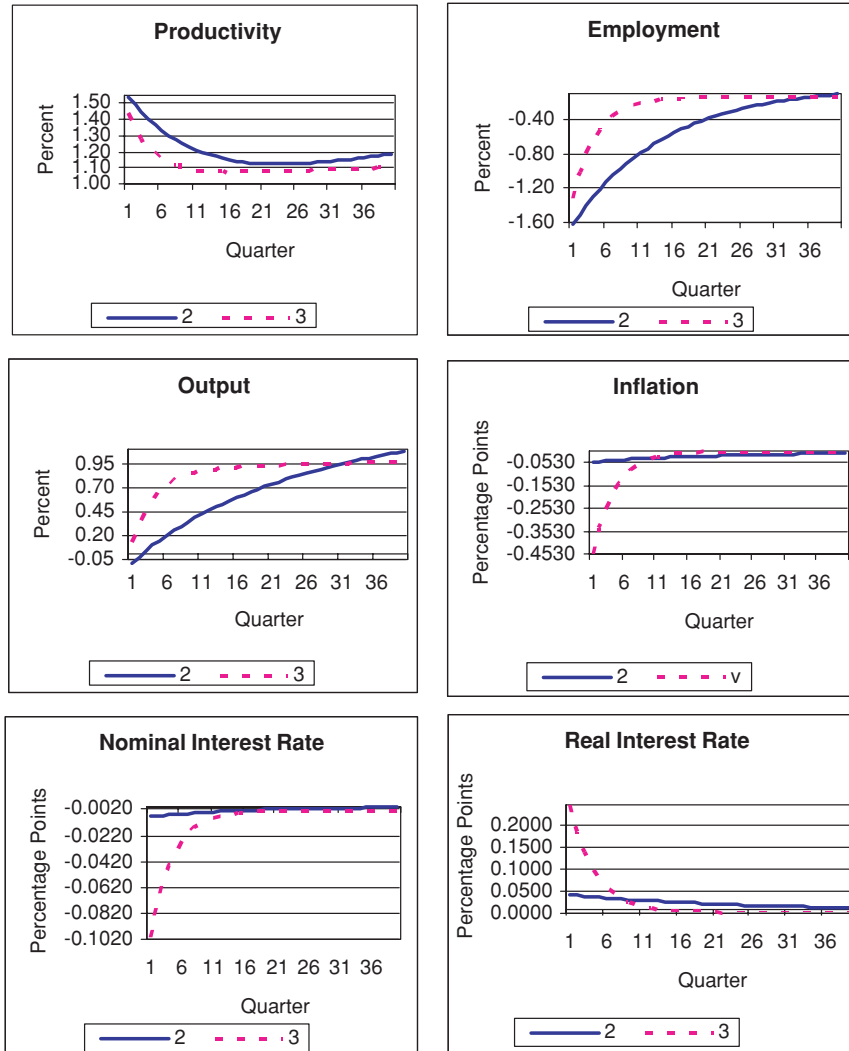 Productivity
Percent
1.50
1.40
1.30
1.20
1.10
1.00
1 6 11 16 21 26 31 36
Quarter
2 3
Employment
Percent
-0.40
-0.80
-1.20
-1.60
1 6 11 16 21 26 31 36
Quarter
2 3
Output
Percent
0.95
0.70
0.45
0.20
-0.05
1 6 11 16 21 26 31 36
Quarter
2 3
Inflation
Percentage Points
-0.0530
-0.1530
-0.2530
-0.3530
-0.4530
1 6 11 16 21 26 31 36
Quarter
2 v
Nominal Interest Rate
Percentage Points
-0.0020
-0.0220
-0.0420
-0.0620
-0.0820
-0.1020
1 6 11 16 21 26 31 36
Quarter
2 3
Real Interest Rate
Percentage Points
0.2000
0.1500
0.1000
0.0500
0.0000
1 6 11 16 21 26 31 36
Quarter
2 3